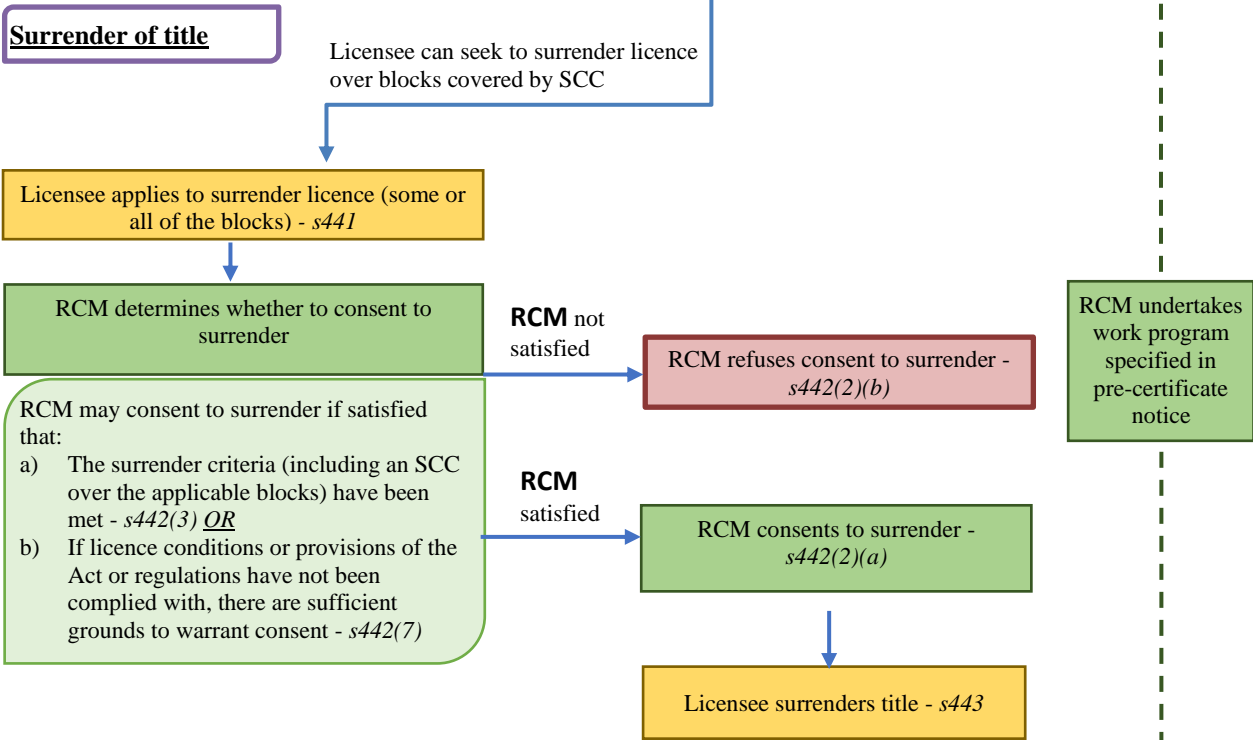 Surrender of title
Licensee can seek to surrender licence
over blocks covered by SCC
Licensee applies to surrender licence (some or
all of the blocks) - s441
RCM determines whether to consent to
surrender
RCM not
satisfied
RCM refuses consent to surrender -
s442(2)(b)
RCM undertakes
work program
specified in
pre-certificate
notice
RCM may consent to surrender if satisfied
that:
a) The surrender criteria (including an SCC
over the applicable blocks) have been
met - s442(3) OR
b) If licence conditions or provisions of the
Act or regulations have not been
complied with, there are sufficient
grounds to warrant consent - s442(7)
RCM
satisfied
RCM consents to surrender -
s442(2)(a)
Licensee surrenders title - s443